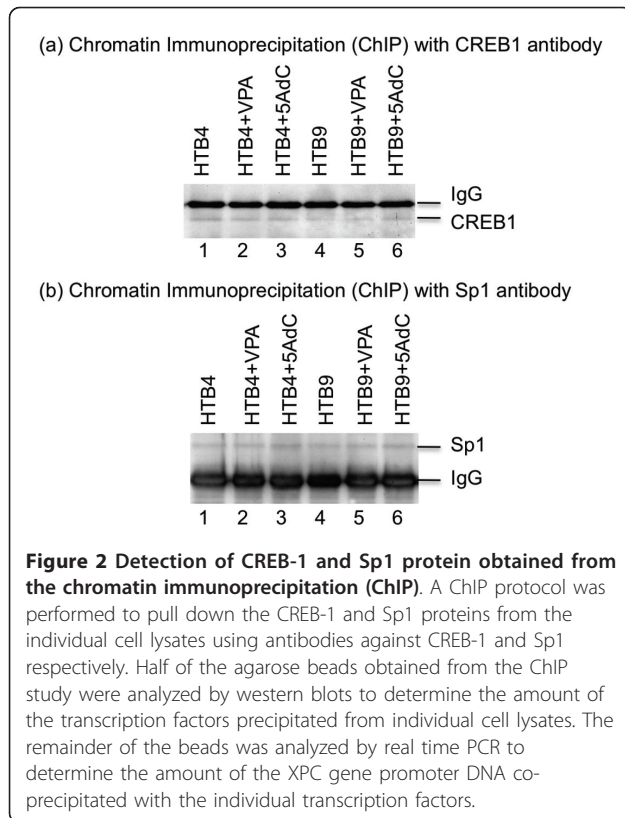 (a) Chromatin Immunoprecipitation (ChIP) with CREB1 antibody
HTB4 HTB4+VPA HTB4+5AdC HTB9 HTB9+VPA HTB9+5AdC
IgG
CREB1
1 2 3 4 5 6
(b) Chromatin Immunoprecipitation (ChIP) with Sp1 antibody
HTB4 HTB4+VPA HTB4+5AdC HTB9 HTB9+VPA HTB9+5AdC
Sp1
IgG
1 2 3 4 5 6
Figure 2 Detection of CREB-1 and Sp1 protein obtained from
the chromatin immunoprecipitation (ChIP). A ChIP protocol was
performed to pull down the CREB-1 and Sp1 proteins from the
individual cell lysates using antibodies against CREB-1 and Sp1
respectively. Half of the agarose beads obtained from the ChIP
study were analyzed by western blots to determine the amount of
the transcription factors precipitated from individual cell lysates. The
remainder of the beads was analyzed by real time PCR to
determine the amount of the XPC gene promoter DNA co-
precipitated with the individual transcription factors.